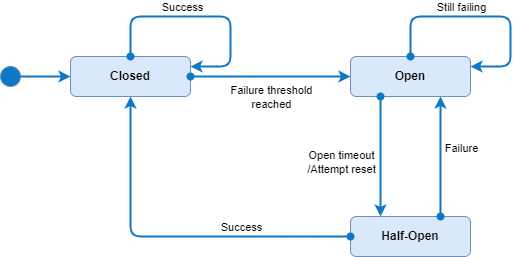 Success
Still failing
Closed
Open
Failure threshold
reached
Open timeout
/Attempt reset
Failure
Success
Half-Open